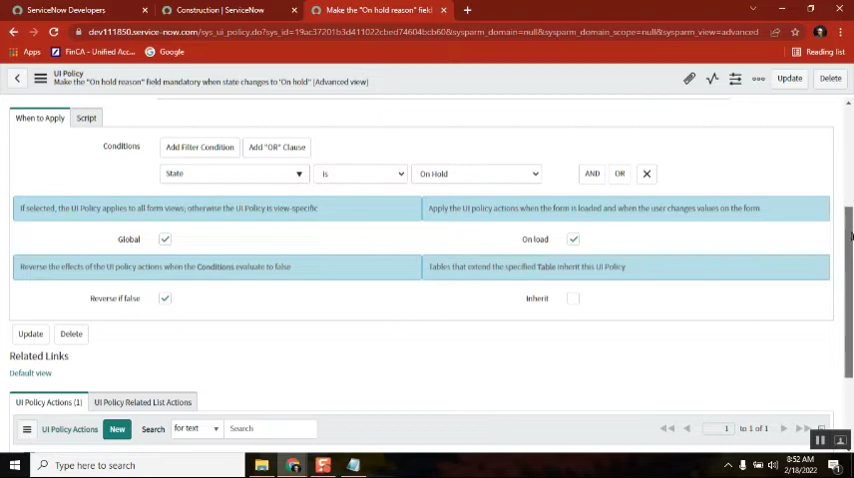 ServiceNow Developers
Construction | ServiceNow
Make the "On hold reason" field
dev111850.service-now.com/sys_ui_policy.do?sys_id=19ac37201b3d411022cbed74604bcb60&sysparm_domain=null&sysparm_domain_scope=null&sysparm_view=advanced
Apps
FinCA - Unified Acc...
Google
Reading list
UI Policy
Make the "On hold reason" field mandatory when state changes to 'On hold" [Advanced view]
Update
Delete
When to Apply
Script
Conditions
Add Filter Condition
Add "OR" Clause
State
is
On Hold
AND
OR
If selected, the UI Policy applies to all form views; otherwise the UI Policy is view-specific
Apply the UI policy actions when the form is loaded and when the user changes values on the form
Global
On load
Reverse the effects of the UI policy actions when the Conditions evaluate to false
Tables that extend the specified Table inherit this UI Policy
Reverse if false
Inherit
Update
Delete
Related Links
Default view
UI Policy Actions (1)
UI Policy Related List Actions
UI Policy Actions
New
Search
for text
Search
1
to 1 of 1
Type here to search
8:52 AM
2/18/2022
1